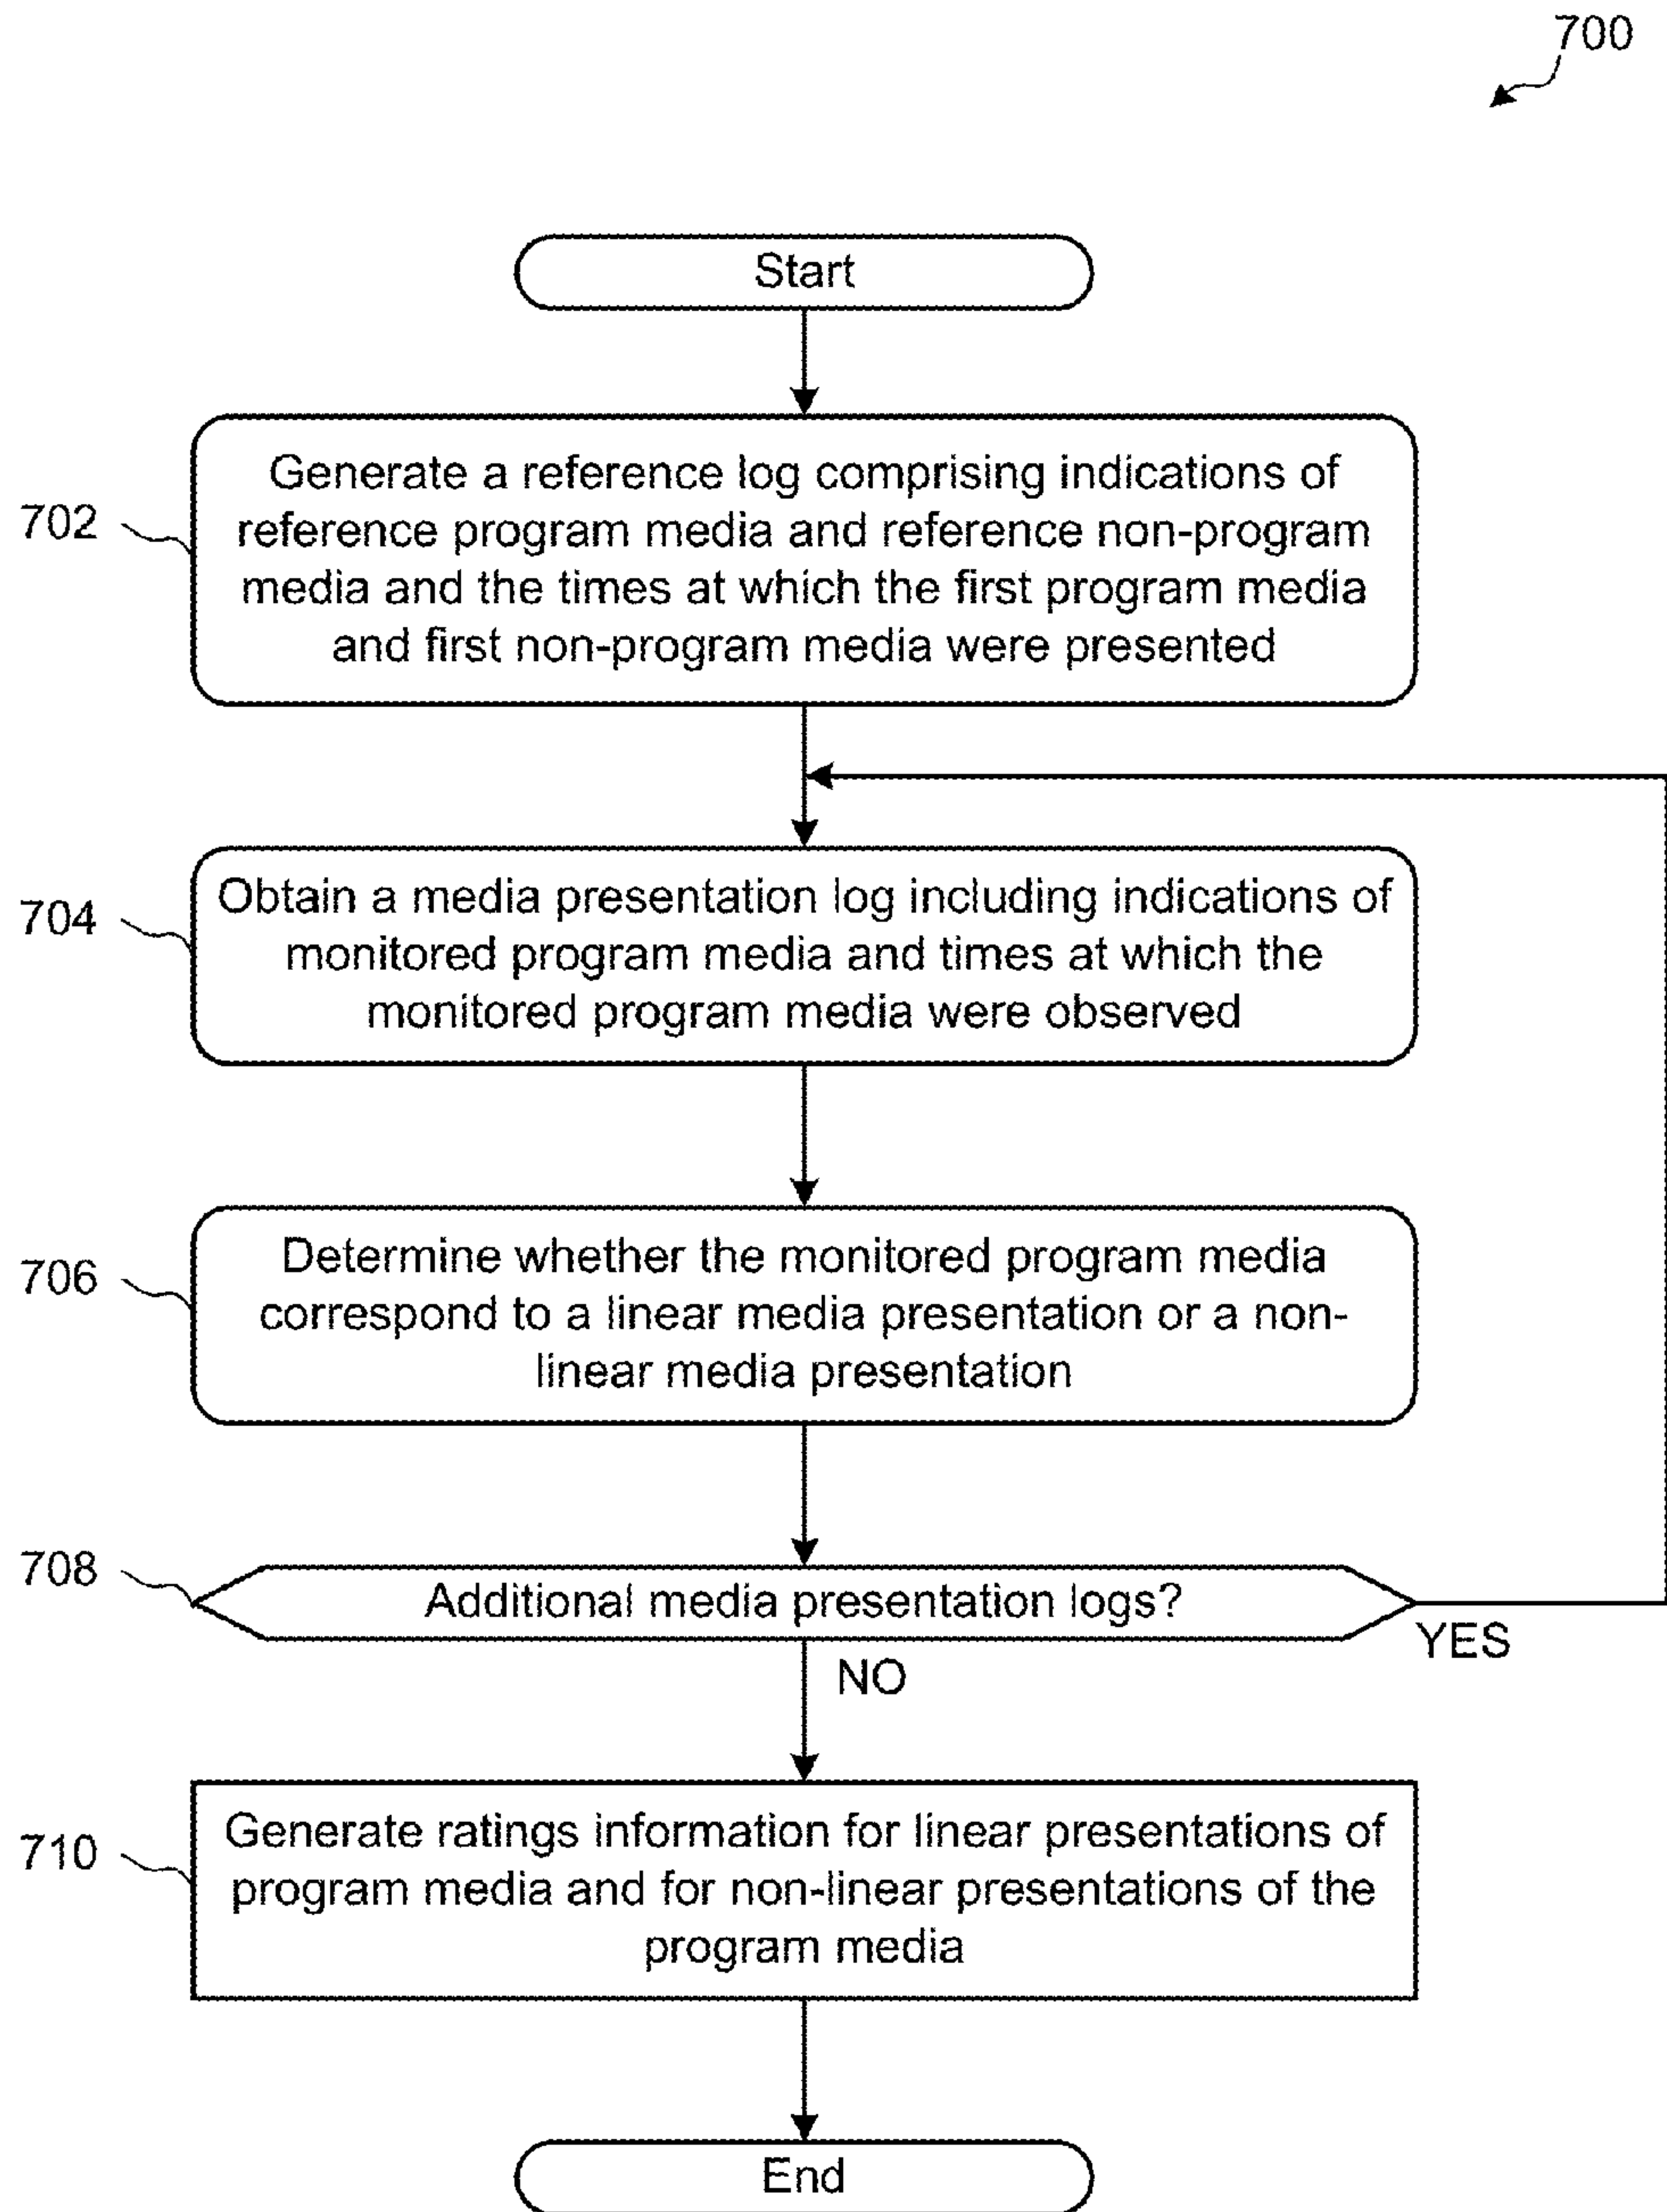 700
Start
702
Generate a reference log comprising indications of
reference program media and reference non-program
media and the times at which the first program media
and first non-program media were presented
704
Obtain a media presentation log including indications of
monitored program media and times at which the
monitored program media were observed
706
Determine whether the monitored program media
correspond to a linear media presentation or a non-
linear media presentation
708
Additional media presentation logs?
YES
NO
710
Generate ratings information for linear presentations of
program media and for non-linear presentations of the
program media
End